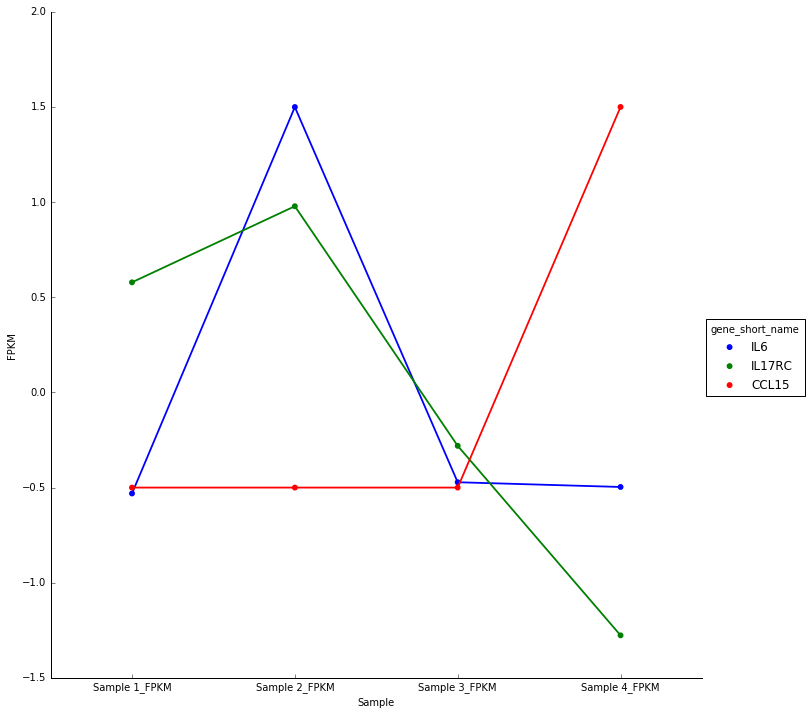 2.0
1.5
1.0
0.5
0.0
−0.5
−1.0
−1.5
FPKM
Sample 1_FPKM Sample 2_FPKM Sample 3_FPKM Sample 4_FPKM
Sample
gene_short_name
IL6
IL17RC
CCL15